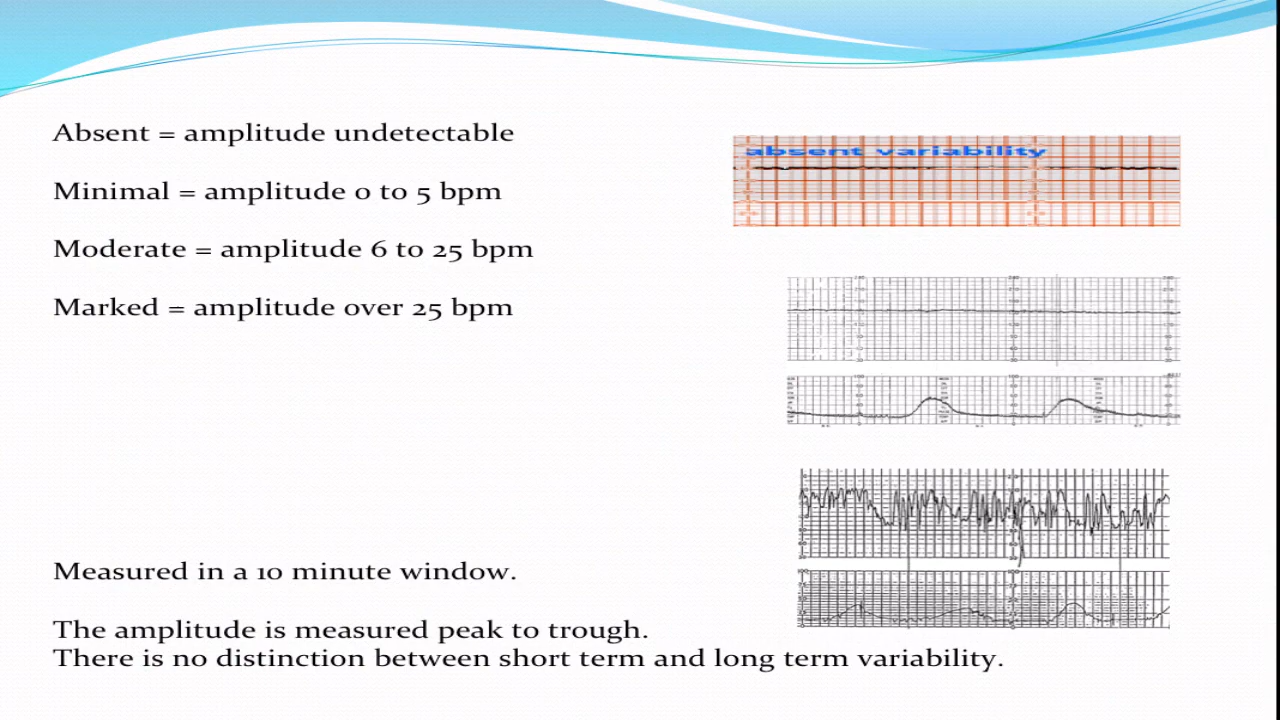 Absent = amplitude undetectable
absent variability
Minimal = amplitude 0 to 5 bpm
Moderate = amplitude 6 to 25 bpm
Marked = amplitude over 25 bpm
Measured in a 10 minute window.
The amplitude is measured peak to trough.
There is no distinction between short term and long term variability.